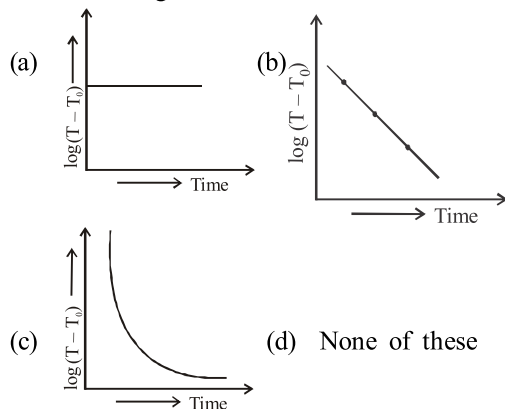 (a)
log(T – T₀)
Time
(b)
log (T – T₀)
Time
(c)
log(T – T₀)
Time
(d) None of these